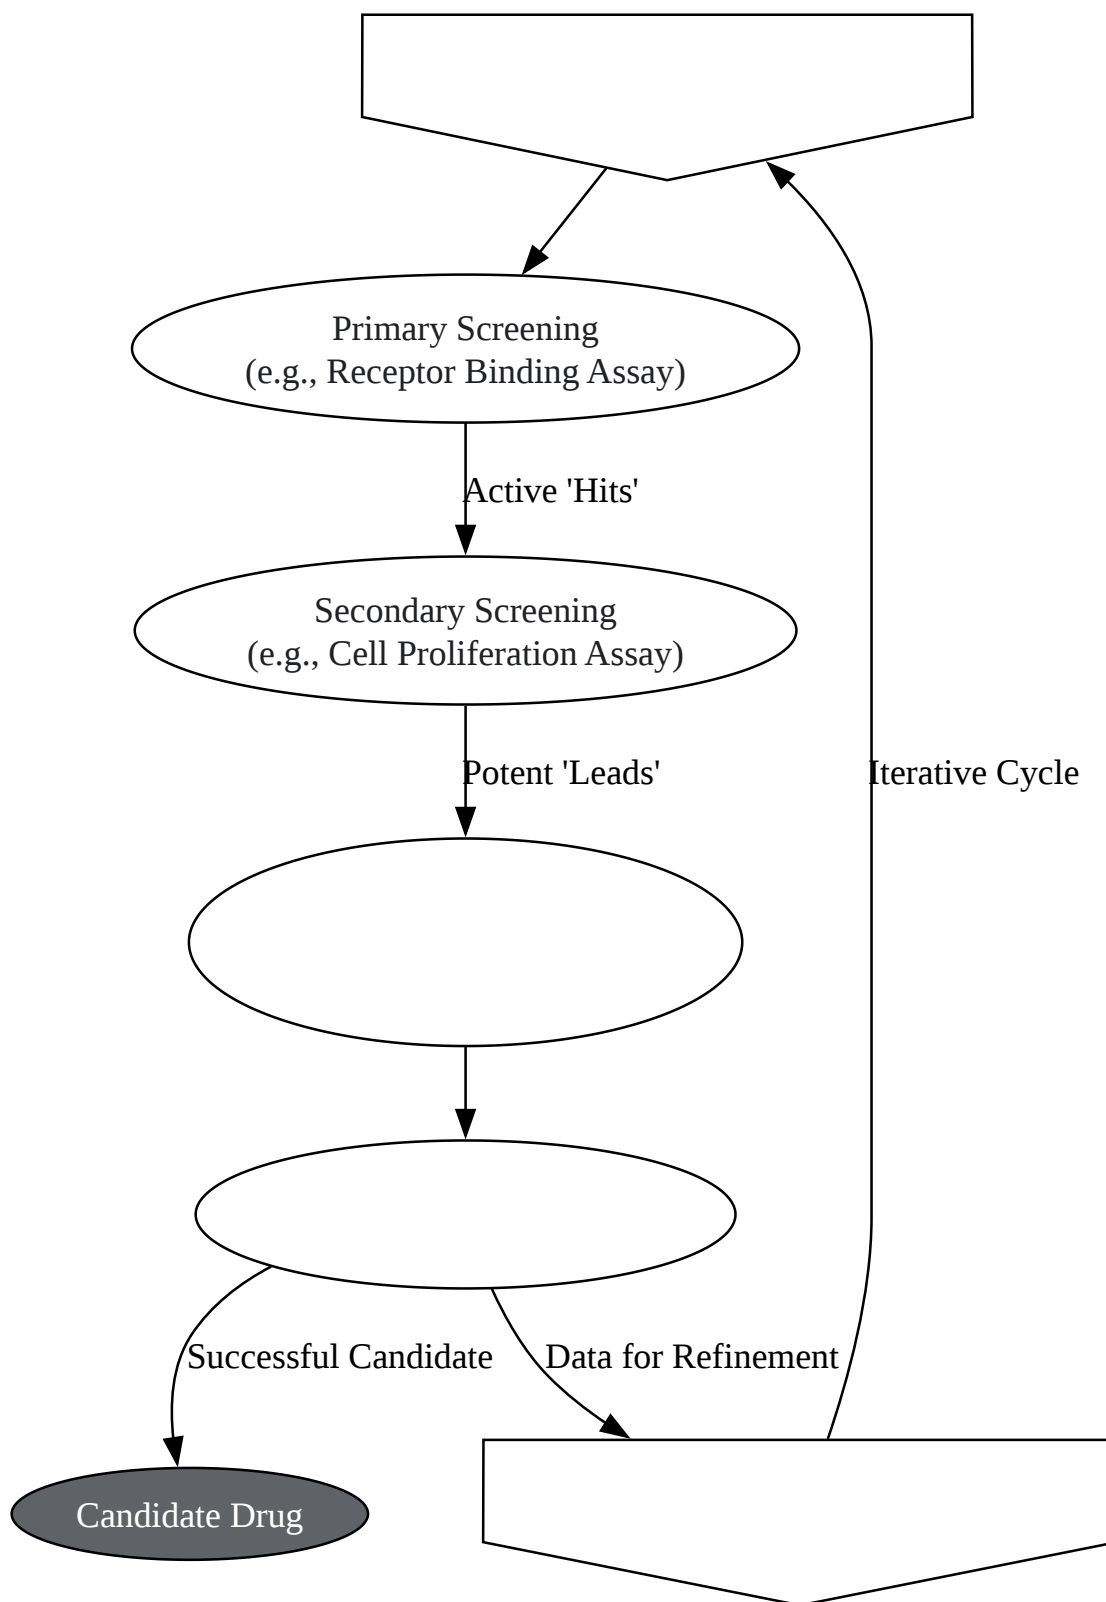 Primary Screening
(e.g., Receptor Binding Assay)
Active 'Hits'
Secondary Screening
(e.g., Cell Proliferation Assay)
Potent 'Leads'
Iterative Cycle
Successful Candidate
Data for Refinement
Candidate Drug